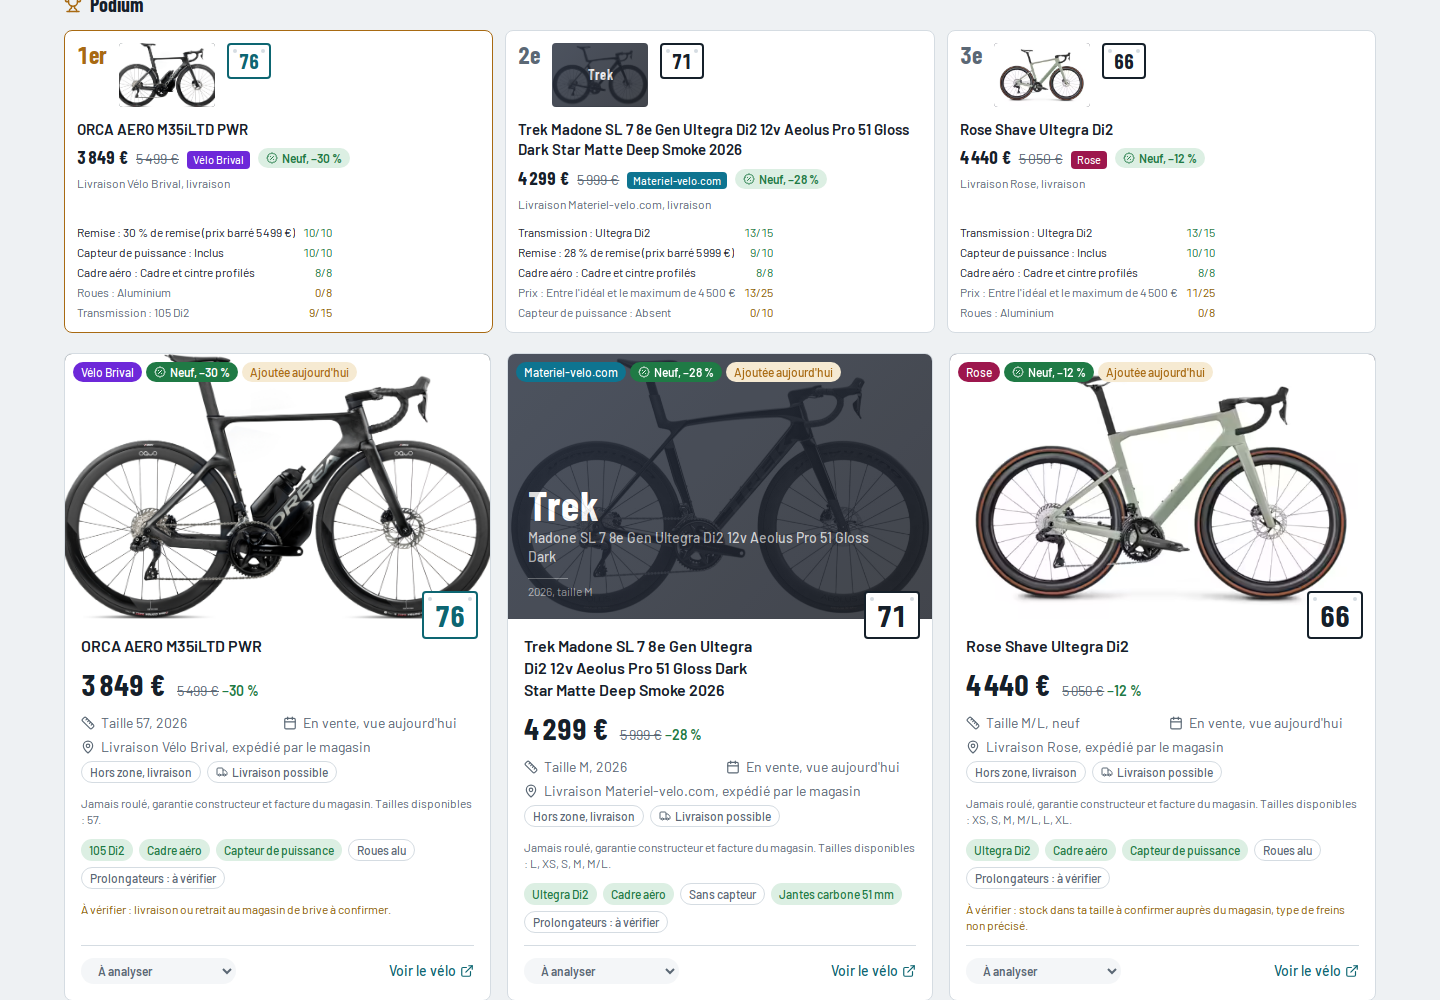 Podium
1er
76
ORCA AERO M35iLTD PWR
3 849 € 5 499 € Vélo Brival Neuf, −30 %
Livraison Vélo Brival, livraison
Remise : 30 % de remise (prix barré 5 499 €) 10/10
Capteur de puissance : Inclus 10/10
Cadre aéro : Cadre et cintre profilés 8/8
Roues : Aluminium 0/8
Transmission : 105 Di2 9/15
2e
Trek
71
Trek Madone SL 7 8e Gen Ultegra Di2 12v Aeolus Pro 51 Gloss
Dark Star Matte Deep Smoke 2026
4 299 € 5 999 € Materiel-velo.com Neuf, −28 %
Livraison Materiel-velo.com, livraison
Transmission : Ultegra Di2 13/15
Remise : 28 % de remise (prix barré 5 999 €) 9/10
Cadre aéro : Cadre et cintre profilés 8/8
Prix : Entre l'idéal et le maximum de 4 500 € 13/25
Capteur de puissance : Absent 0/10
3e
66
Rose Shave Ultegra Di2
4 440 € 5 050 € Rose Neuf, −12 %
Livraison Rose, livraison
Transmission : Ultegra Di2 13/15
Capteur de puissance : Inclus 10/10
Cadre aéro : Cadre et cintre profilés 8/8
Prix : Entre l'idéal et le maximum de 4 500 € 11/25
Roues : Aluminium 0/8
Vélo Brival Neuf, −30 % Ajoutée aujourd'hui
ORBEA
76
ORCA AERO M35iLTD PWR
3 849 € 5 499 € −30 %
Taille 57, 2026 En vente, vue aujourd'hui
Livraison Vélo Brival, expédié par le magasin
Hors zone, livraison Livraison possible
Jamais roulé, garantie constructeur et facture du magasin. Tailles disponibles
: 57.
105 Di2 Cadre aéro Capteur de puissance Roues alu
Prolongateurs : à vérifier
À vérifier : livraison ou retrait au magasin de brive à confirmer.
À analyser Voir le vélo
Materiel-velo.com Neuf, −28 % Ajoutée aujourd'hui
Trek
Madone SL 7 8e Gen Ultegra Di2 12v Aeolus Pro 51 Gloss
Dark
2026, taille M
71
Trek Madone SL 7 8e Gen Ultegra
Di2 12v Aeolus Pro 51 Gloss Dark
Star Matte Deep Smoke 2026
4 299 € 5 999 € −28 %
Taille M, 2026 En vente, vue aujourd'hui
Livraison Materiel-velo.com, expédié par le magasin
Hors zone, livraison Livraison possible
Jamais roulé, garantie constructeur et facture du magasin. Tailles disponibles
: L, XS, S, M, M/L.
Ultegra Di2 Cadre aéro Sans capteur Jantes carbone 51 mm
Prolongateurs : à vérifier
À analyser Voir le vélo
Rose Neuf, −12 % Ajoutée aujourd'hui
66
Rose Shave Ultegra Di2
4 440 € 5 050 € −12 %
Taille M/L, neuf En vente, vue aujourd'hui
Livraison Rose, expédié par le magasin
Hors zone, livraison Livraison possible
Jamais roulé, garantie constructeur et facture du magasin. Tailles disponibles
: XS, S, M, M/L, L, XL.
Ultegra Di2 Cadre aéro Capteur de puissance Roues alu
Prolongateurs : à vérifier
À vérifier : stock dans ta taille à confirmer auprès du magasin, type de freins
non précisé.
À analyser Voir le vélo